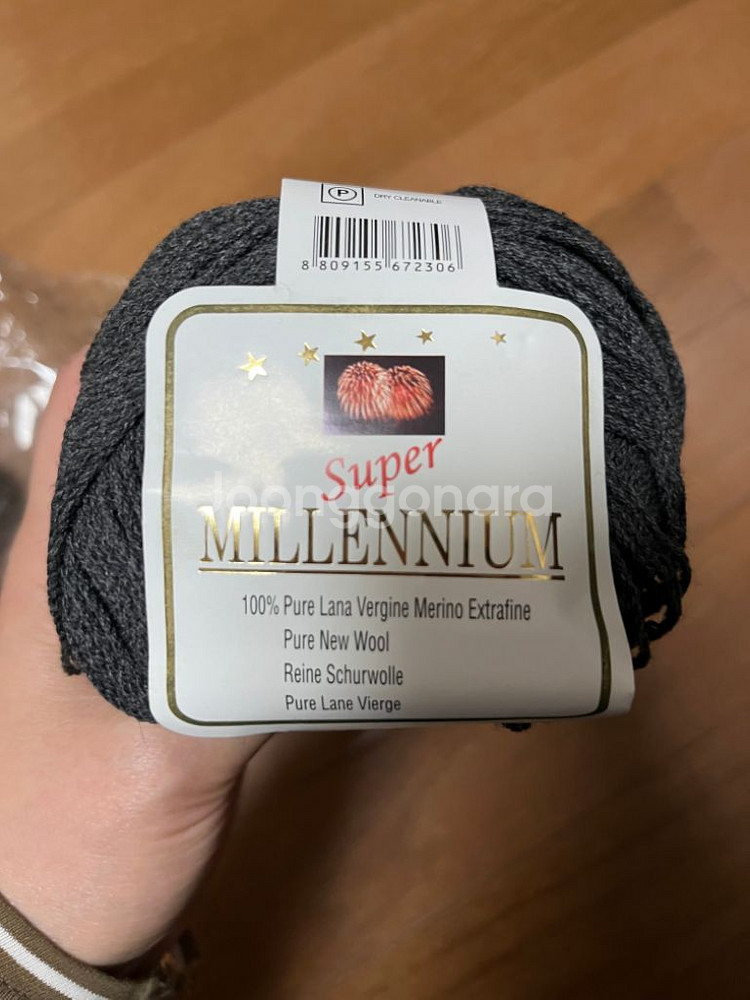 P
DRY CLEANABLE
8 809155 672306
Super
joonggonara
MILLENNIUM
100% Pure Lana Vergine Merino Extrafine
Pure New Wool
Reine Schurwolle
Pure Lane Vierge